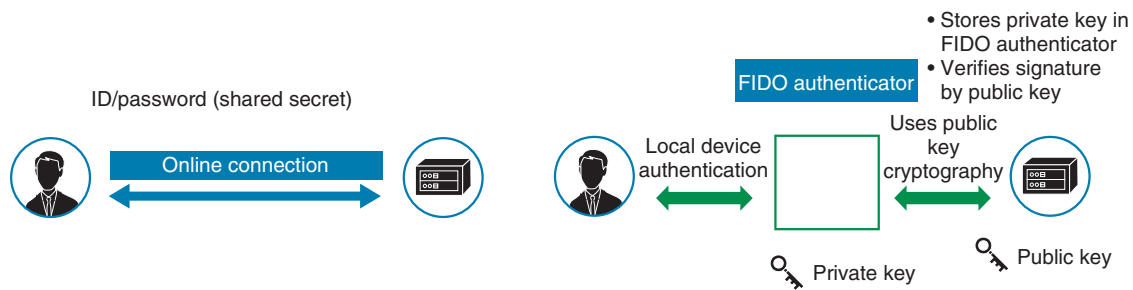 ID/password (shared secret)
Online connection
FIDO authenticator
• Stores private key in
FIDO authenticator
• Verifies signature
by public key
Local device
authentication
Uses public
key
cryptography
Private key
Public key